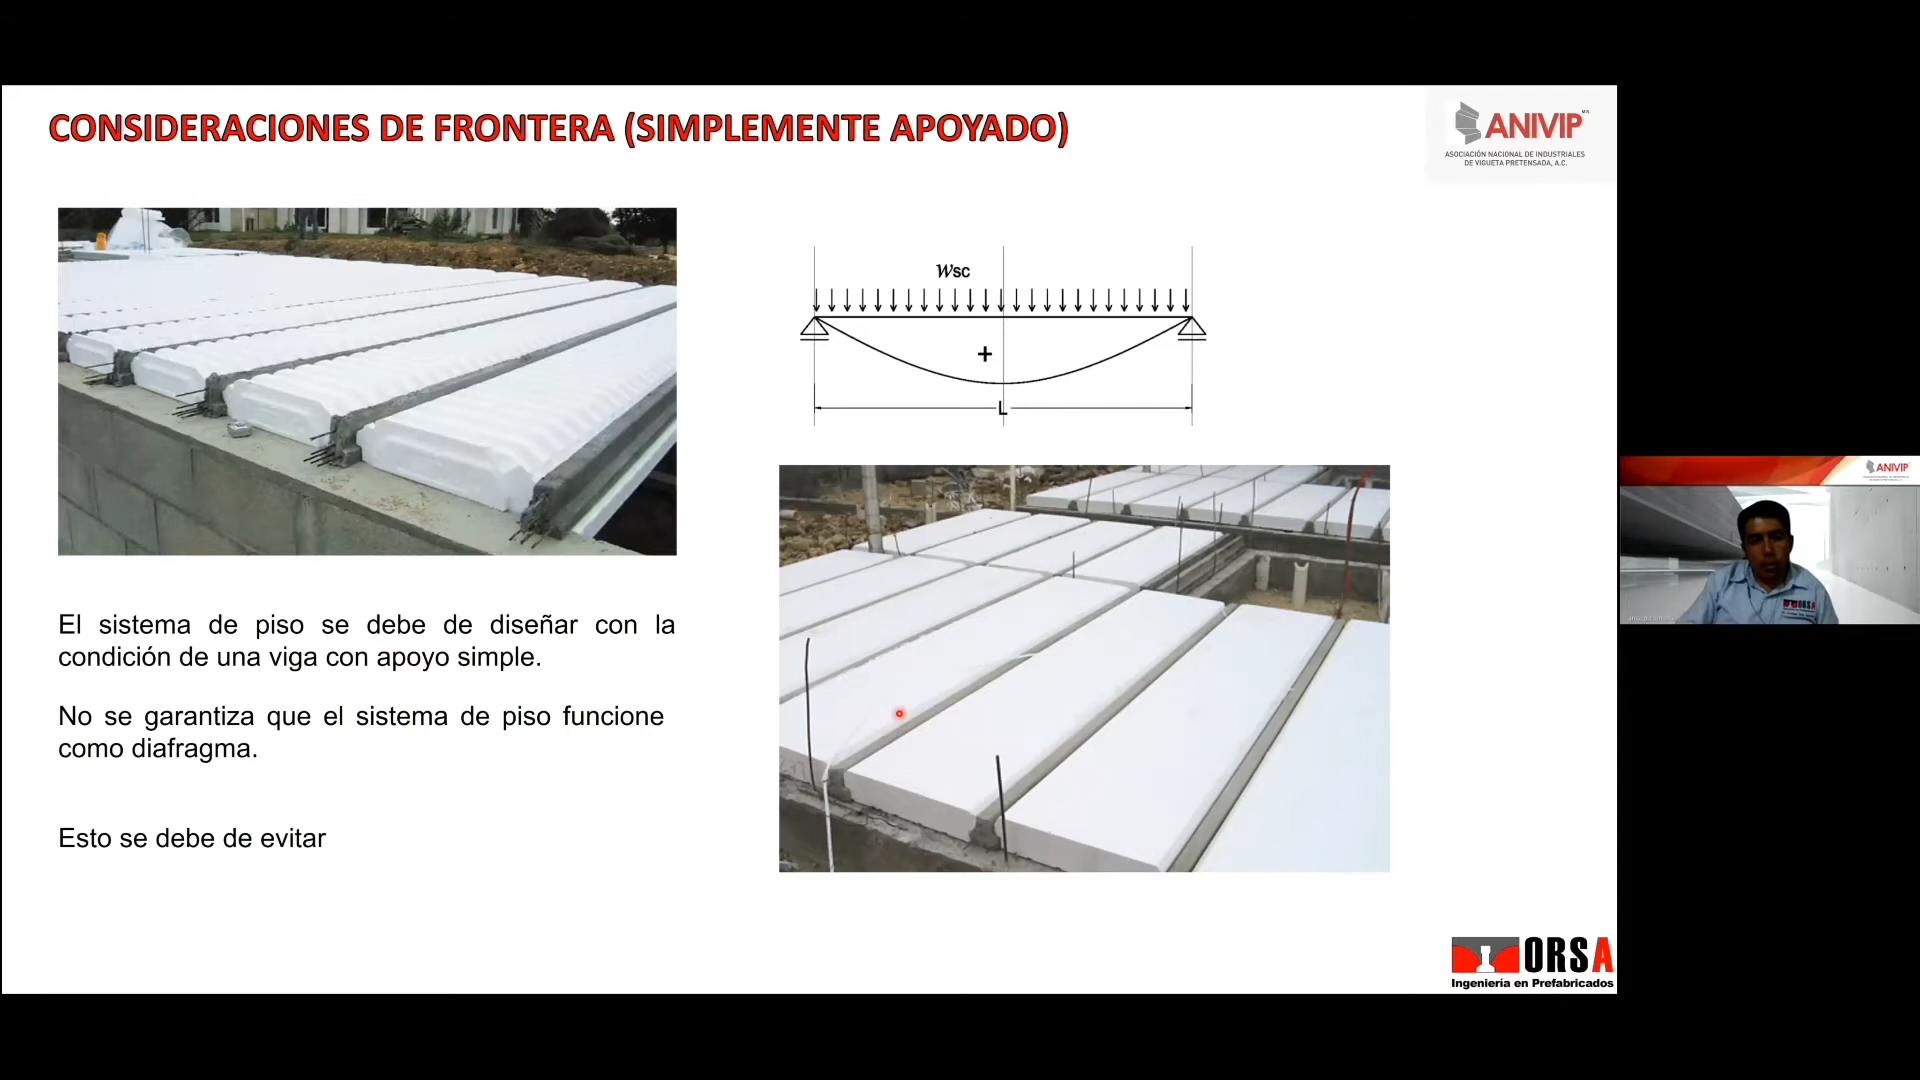 CONSIDERACIONES DE FRONTERA (SIMPLEMENTE APOYADO)
ANIVIP
ASOCIACIÓN NACIONAL DE INDUSTRIALES
DE VIGUETA PRETENSADA, A.C.
Wsc
+
L
El sistema de piso se debe de diseñar con la
condición de una viga con apoyo simple.
No se garantiza que el sistema de piso funcione
como diafragma.
Esto se debe de evitar
ORSA
Ingeniería en Prefabricados
ANIVIP
ORSA